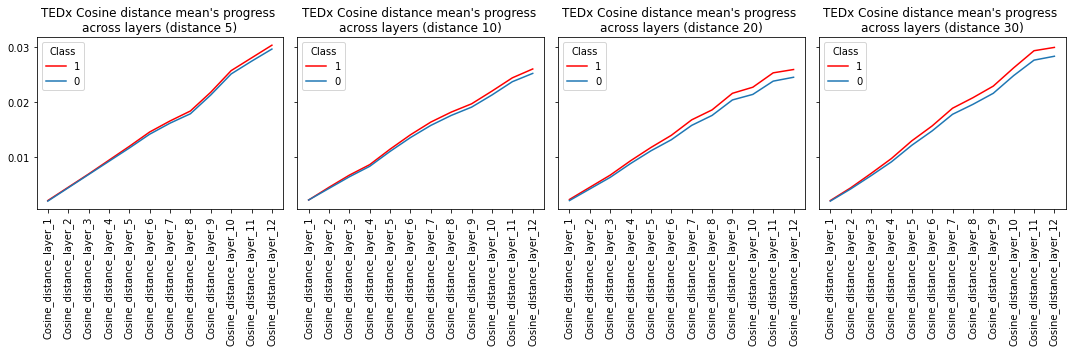 TEDx Cosine distance mean's progress
across layers (distance 5)
TEDx Cosine distance mean's progress
across layers (distance 10)
TEDx Cosine distance mean's progress
across layers (distance 20)
TEDx Cosine distance mean's progress
across layers (distance 30)
0.03
0.02
0.01
Class
1
0
Class
1
0
Class
1
0
Class
1
0
Cosine_distance_layer_1
Cosine_distance_layer_2
Cosine_distance_layer_3
Cosine_distance_layer_4
Cosine_distance_layer_5
Cosine_distance_layer_6
Cosine_distance_layer_7
Cosine_distance_layer_8
Cosine_distance_layer_9
Cosine_distance_layer_10
Cosine_distance_layer_11
Cosine_distance_layer_12
Cosine_distance_layer_1
Cosine_distance_layer_2
Cosine_distance_layer_3
Cosine_distance_layer_4
Cosine_distance_layer_5
Cosine_distance_layer_6
Cosine_distance_layer_7
Cosine_distance_layer_8
Cosine_distance_layer_9
Cosine_distance_layer_10
Cosine_distance_layer_11
Cosine_distance_layer_12
Cosine_distance_layer_1
Cosine_distance_layer_2
Cosine_distance_layer_3
Cosine_distance_layer_4
Cosine_distance_layer_5
Cosine_distance_layer_6
Cosine_distance_layer_7
Cosine_distance_layer_8
Cosine_distance_layer_9
Cosine_distance_layer_10
Cosine_distance_layer_11
Cosine_distance_layer_12
Cosine_distance_layer_1
Cosine_distance_layer_2
Cosine_distance_layer_3
Cosine_distance_layer_4
Cosine_distance_layer_5
Cosine_distance_layer_6
Cosine_distance_layer_7
Cosine_distance_layer_8
Cosine_distance_layer_9
Cosine_distance_layer_10
Cosine_distance_layer_11
Cosine_distance_layer_12